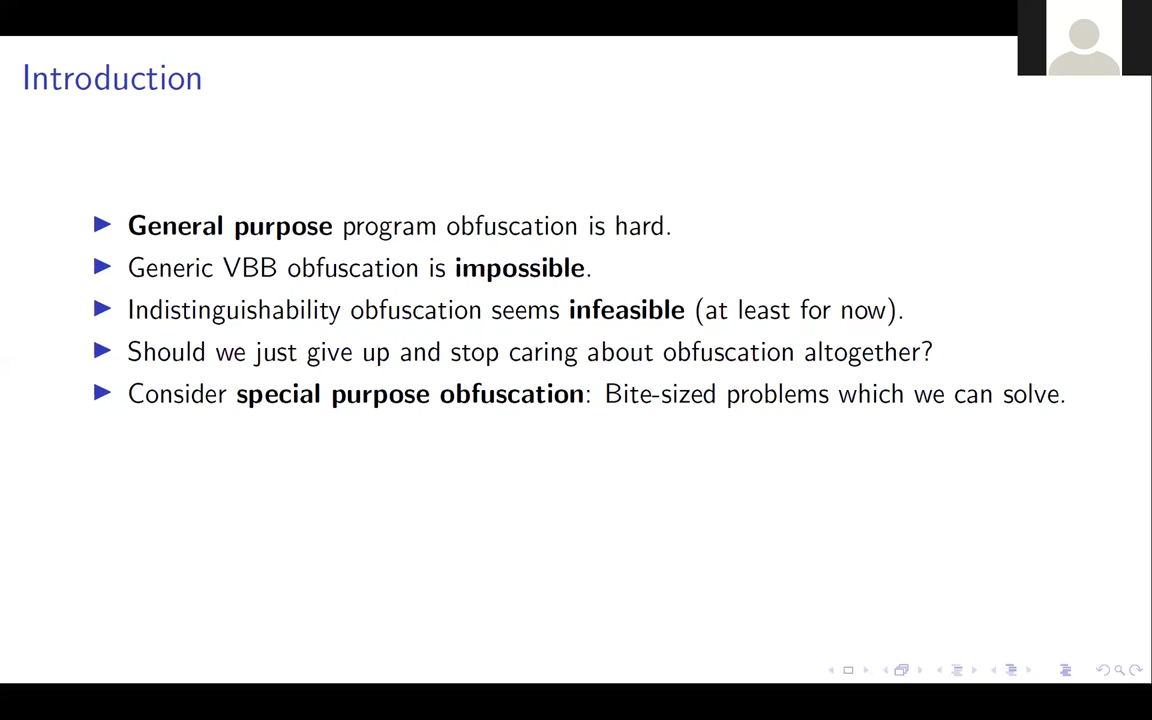 Introduction
General purpose program obfuscation is hard.
Generic VBB obfuscation is impossible.
Indistinguishability obfuscation seems infeasible (at least for now).
Should we just give up and stop caring about obfuscation altogether?
Consider special purpose obfuscation: Bite-sized problems which we can solve.